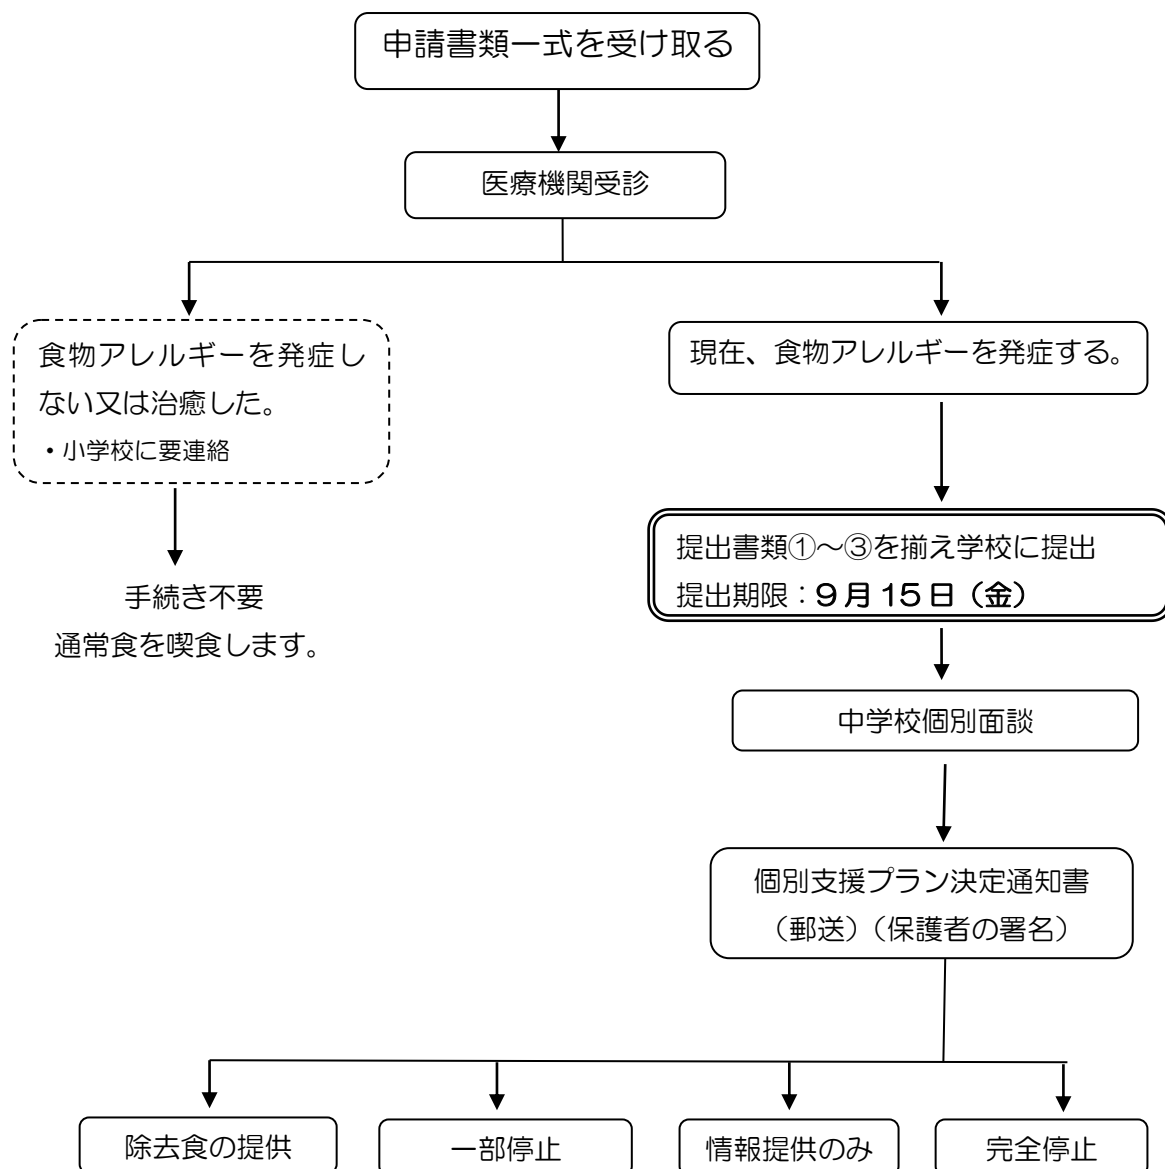 申請書類一式を受け取る
医療機関受診
食物アレルギーを発症し
ない又は治癒した。
・小学校に要連絡
現在、食物アレルギーを発症する。
手続き不要
通常食を喫食します。
提出書類①～③を揃え学校に提出
提出期限：９月15日（金）
中学校個別面談
個別支援プラン決定通知書
（郵送）（保護者の署名）
除去食の提供
一部停止
情報提供のみ
完全停止